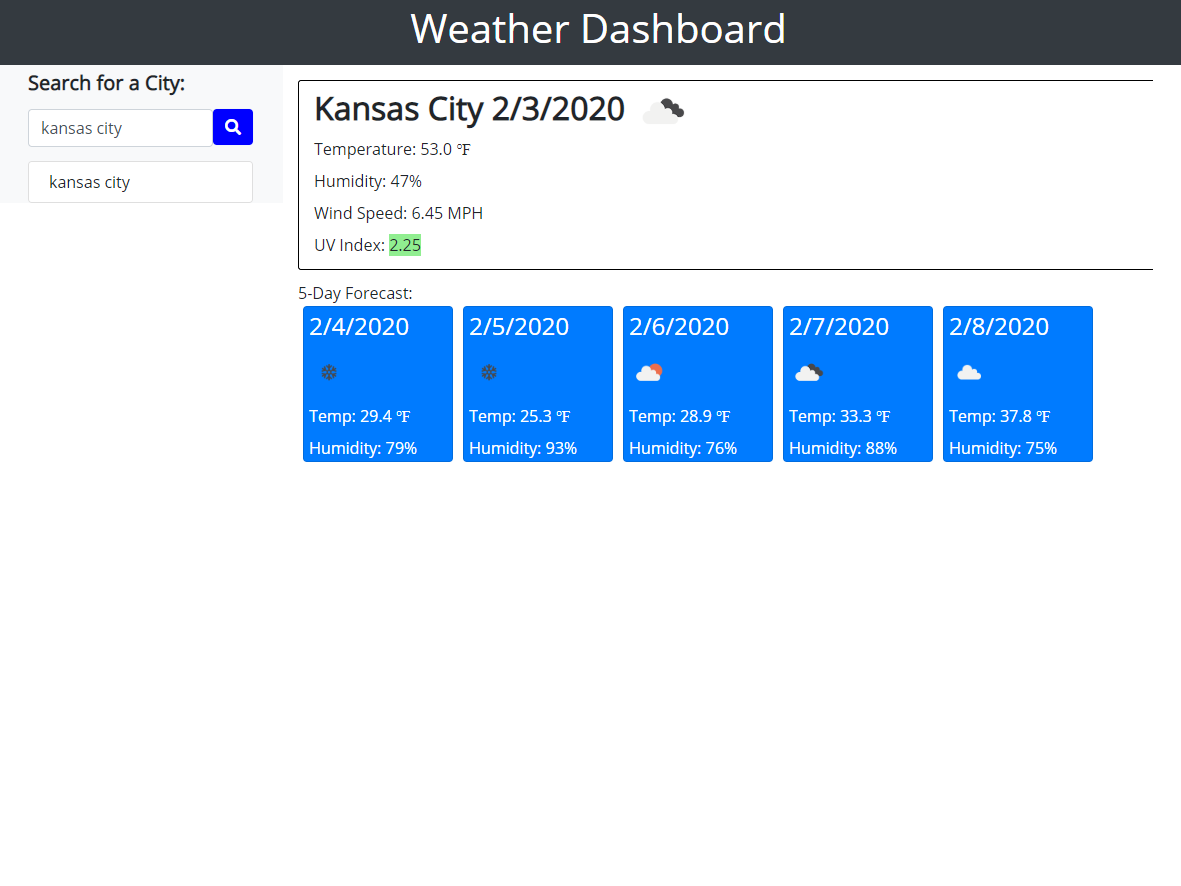 Weather Dashboard
Search for a City:
kansas city
kansas city
Kansas City 2/3/2020
Temperature: 53.0 ℉
Humidity: 47%
Wind Speed: 6.45 MPH
UV Index: 2.25
5-Day Forecast:
2/4/2020
Temp: 29.4 ℉
Humidity: 79%
2/5/2020
Temp: 25.3 ℉
Humidity: 93%
2/6/2020
Temp: 28.9 ℉
Humidity: 76%
2/7/2020
Temp: 33.3 ℉
Humidity: 88%
2/8/2020
Temp: 37.8 ℉
Humidity: 75%